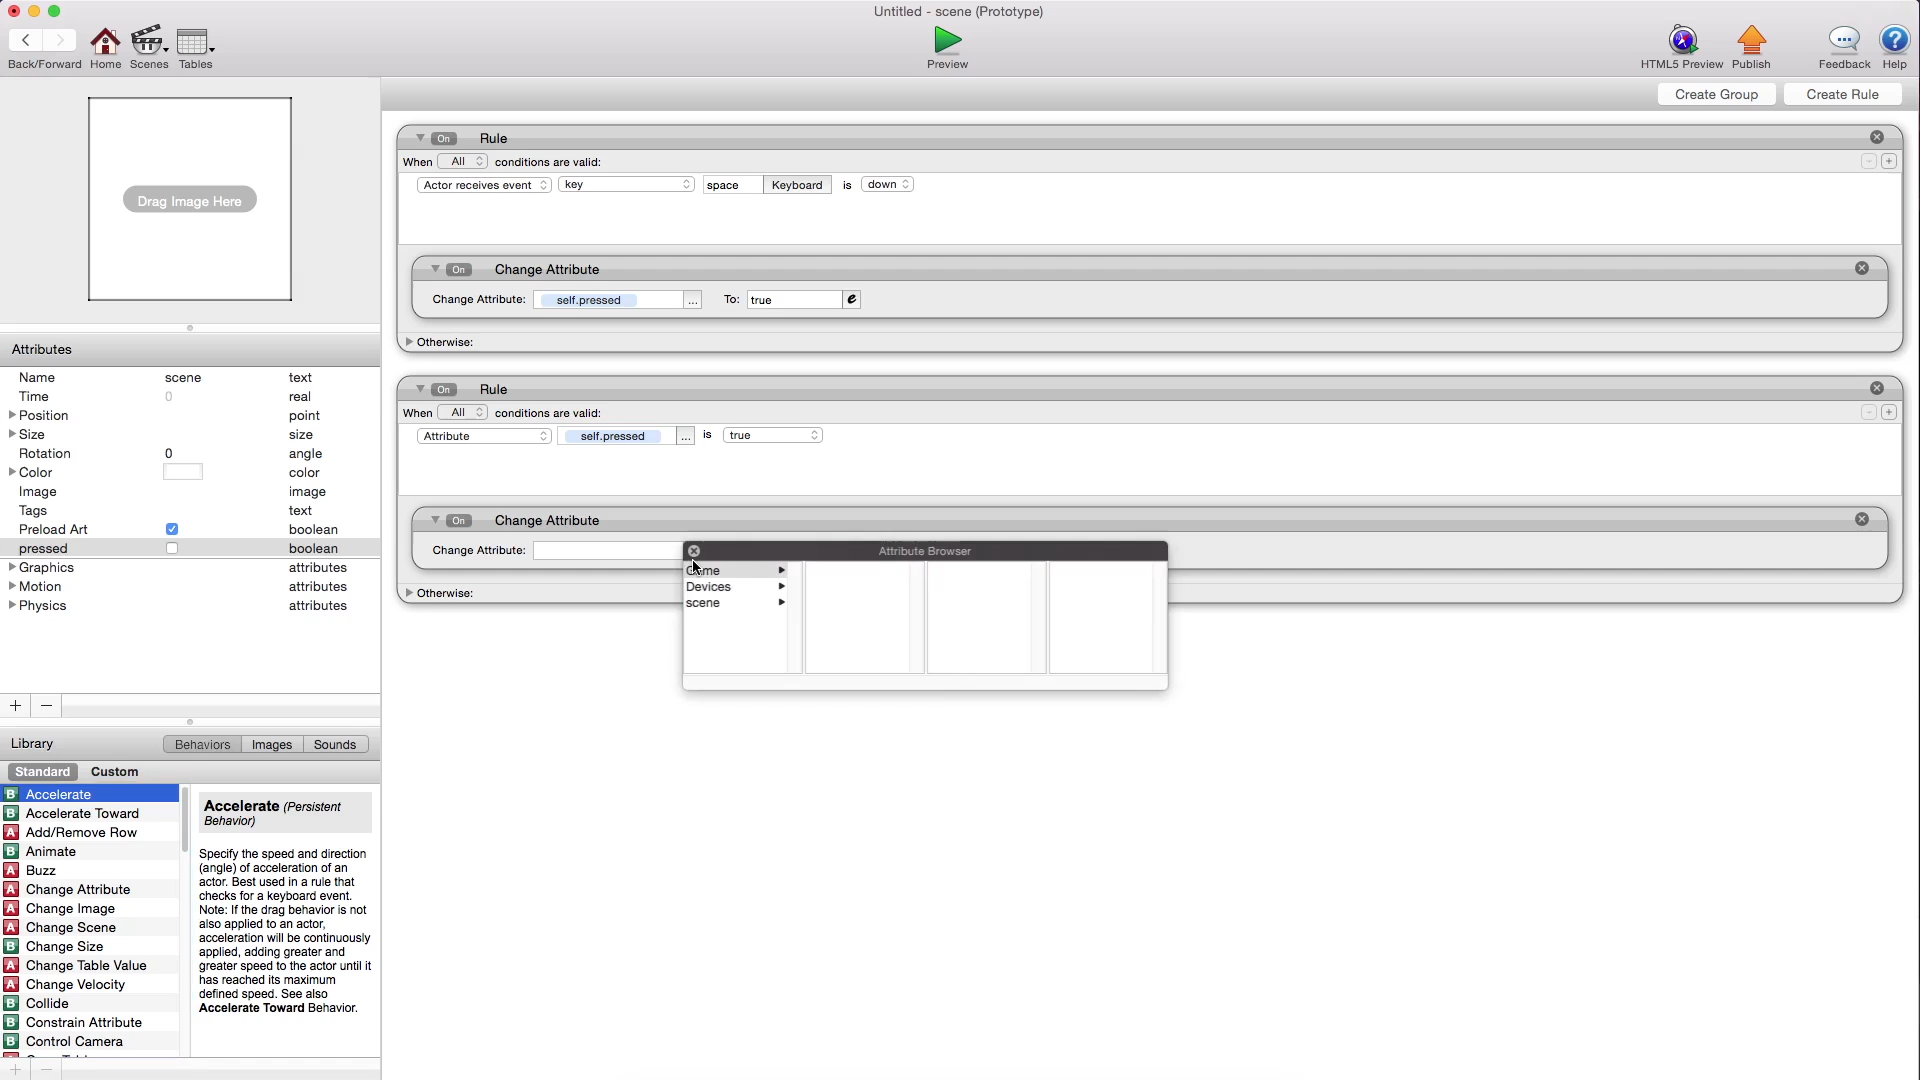 Untitled - scene (Prototype)
Back/Forward
Home
Scenes
Tables
Preview
HTML5 Preview
Publish
Feedback
Help
Create Group
Create Rule
Drag Image Here
Attributes
Name scene text
Time 0 real
Position point
Size size
Rotation 0 angle
Color color
Image image
Tags text
Preload Art boolean
pressed boolean
Graphics attributes
Motion attributes
Physics attributes
Library
Behaviors
Images
Sounds
Standard
Custom
Accelerate
Accelerate Toward
Add/Remove Row
Animate
Buzz
Change Attribute
Change Image
Change Scene
Change Size
Change Table Value
Change Velocity
Collide
Constrain Attribute
Control Camera
Accelerate (Persistent
Behavior)
Specify the speed and direction
(angle) of acceleration of an
actor. Best used in a rule that
checks for a keyboard event.
Note: If the drag behavior is not
also applied to an actor,
acceleration will be continuously
applied, adding greater and
greater speed to the actor until it
has reached its maximum
defined speed. See also
Accelerate Toward Behavior.
On Rule
When All conditions are valid:
Actor receives event key space Keyboard is down
On Change Attribute
Change Attribute: self.pressed ... To: true e
Otherwise:
On Rule
When All conditions are valid:
Attribute self.pressed ... is true
On Change Attribute
Change Attribute:
Otherwise:
Attribute Browser
Devices
scene